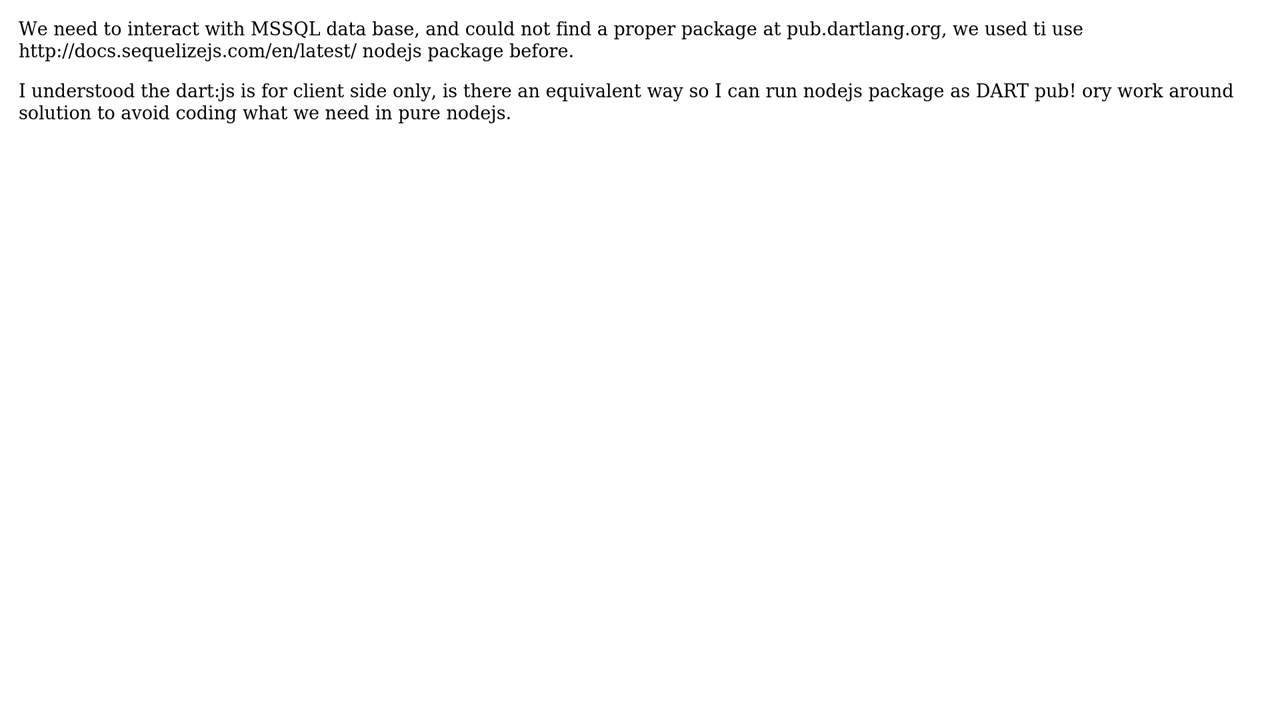 We need to interact with MSSQL data base, and could not find a proper package at pub.dartlang.org, we used ti use
http://docs.sequelizejs.com/en/latest/ nodejs package before.
I understood the dart:js is for client side only, is there an equivalent way so I can run nodejs package as DART pub! ory work around
solution to avoid coding what we need in pure nodejs.